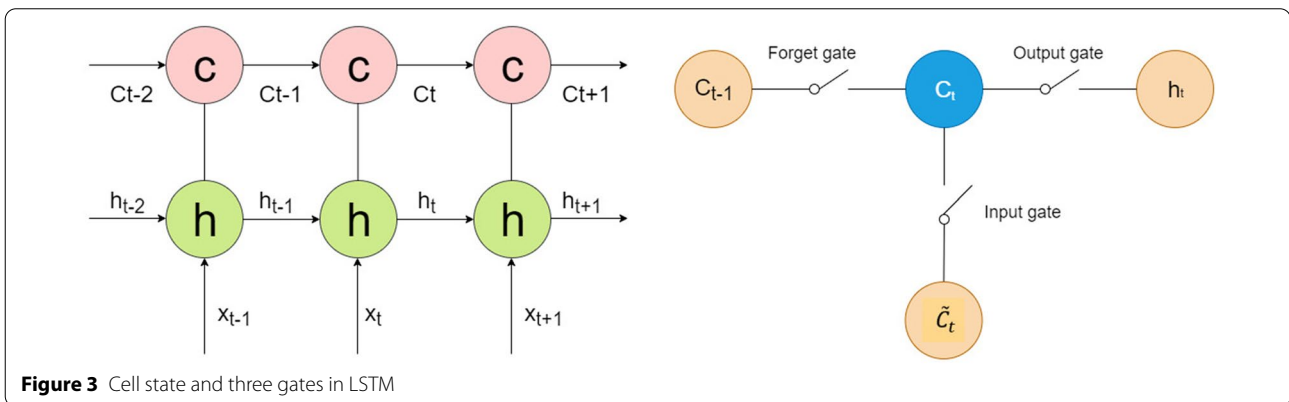 c c c
Ct-2 Ct-1 Ct Ct+1
h h h
hₜ₋₂ hₜ₋₁ hₜ hₜ₊₁
xₜ₋₁ xₜ xₜ₊₁
Forget gate Output gate
Cₜ₋₁ Cₜ hₜ
Input gate
C̃ₜ
Figure 3 Cell state and three gates in LSTM